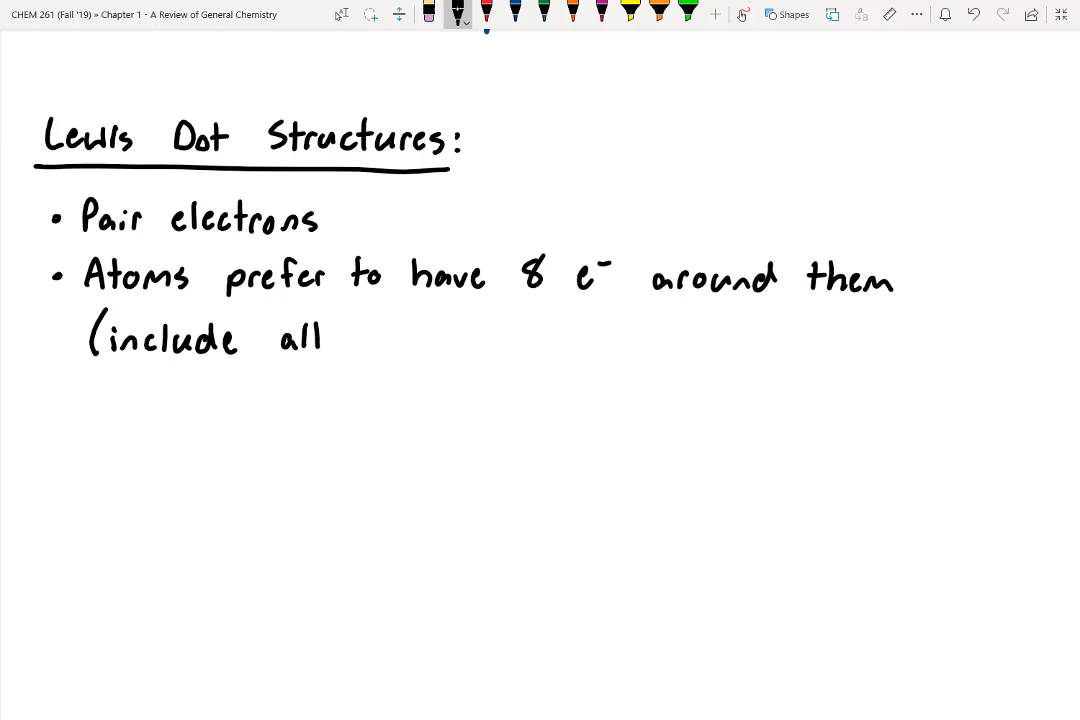 CHEM 261 (Fall '19) » Chapter 1 - A Review of General Chemistry
Shapes
Lewis Dot Structures:
• Pair electrons
• Atoms prefer to have 8 e⁻ around them
(include all